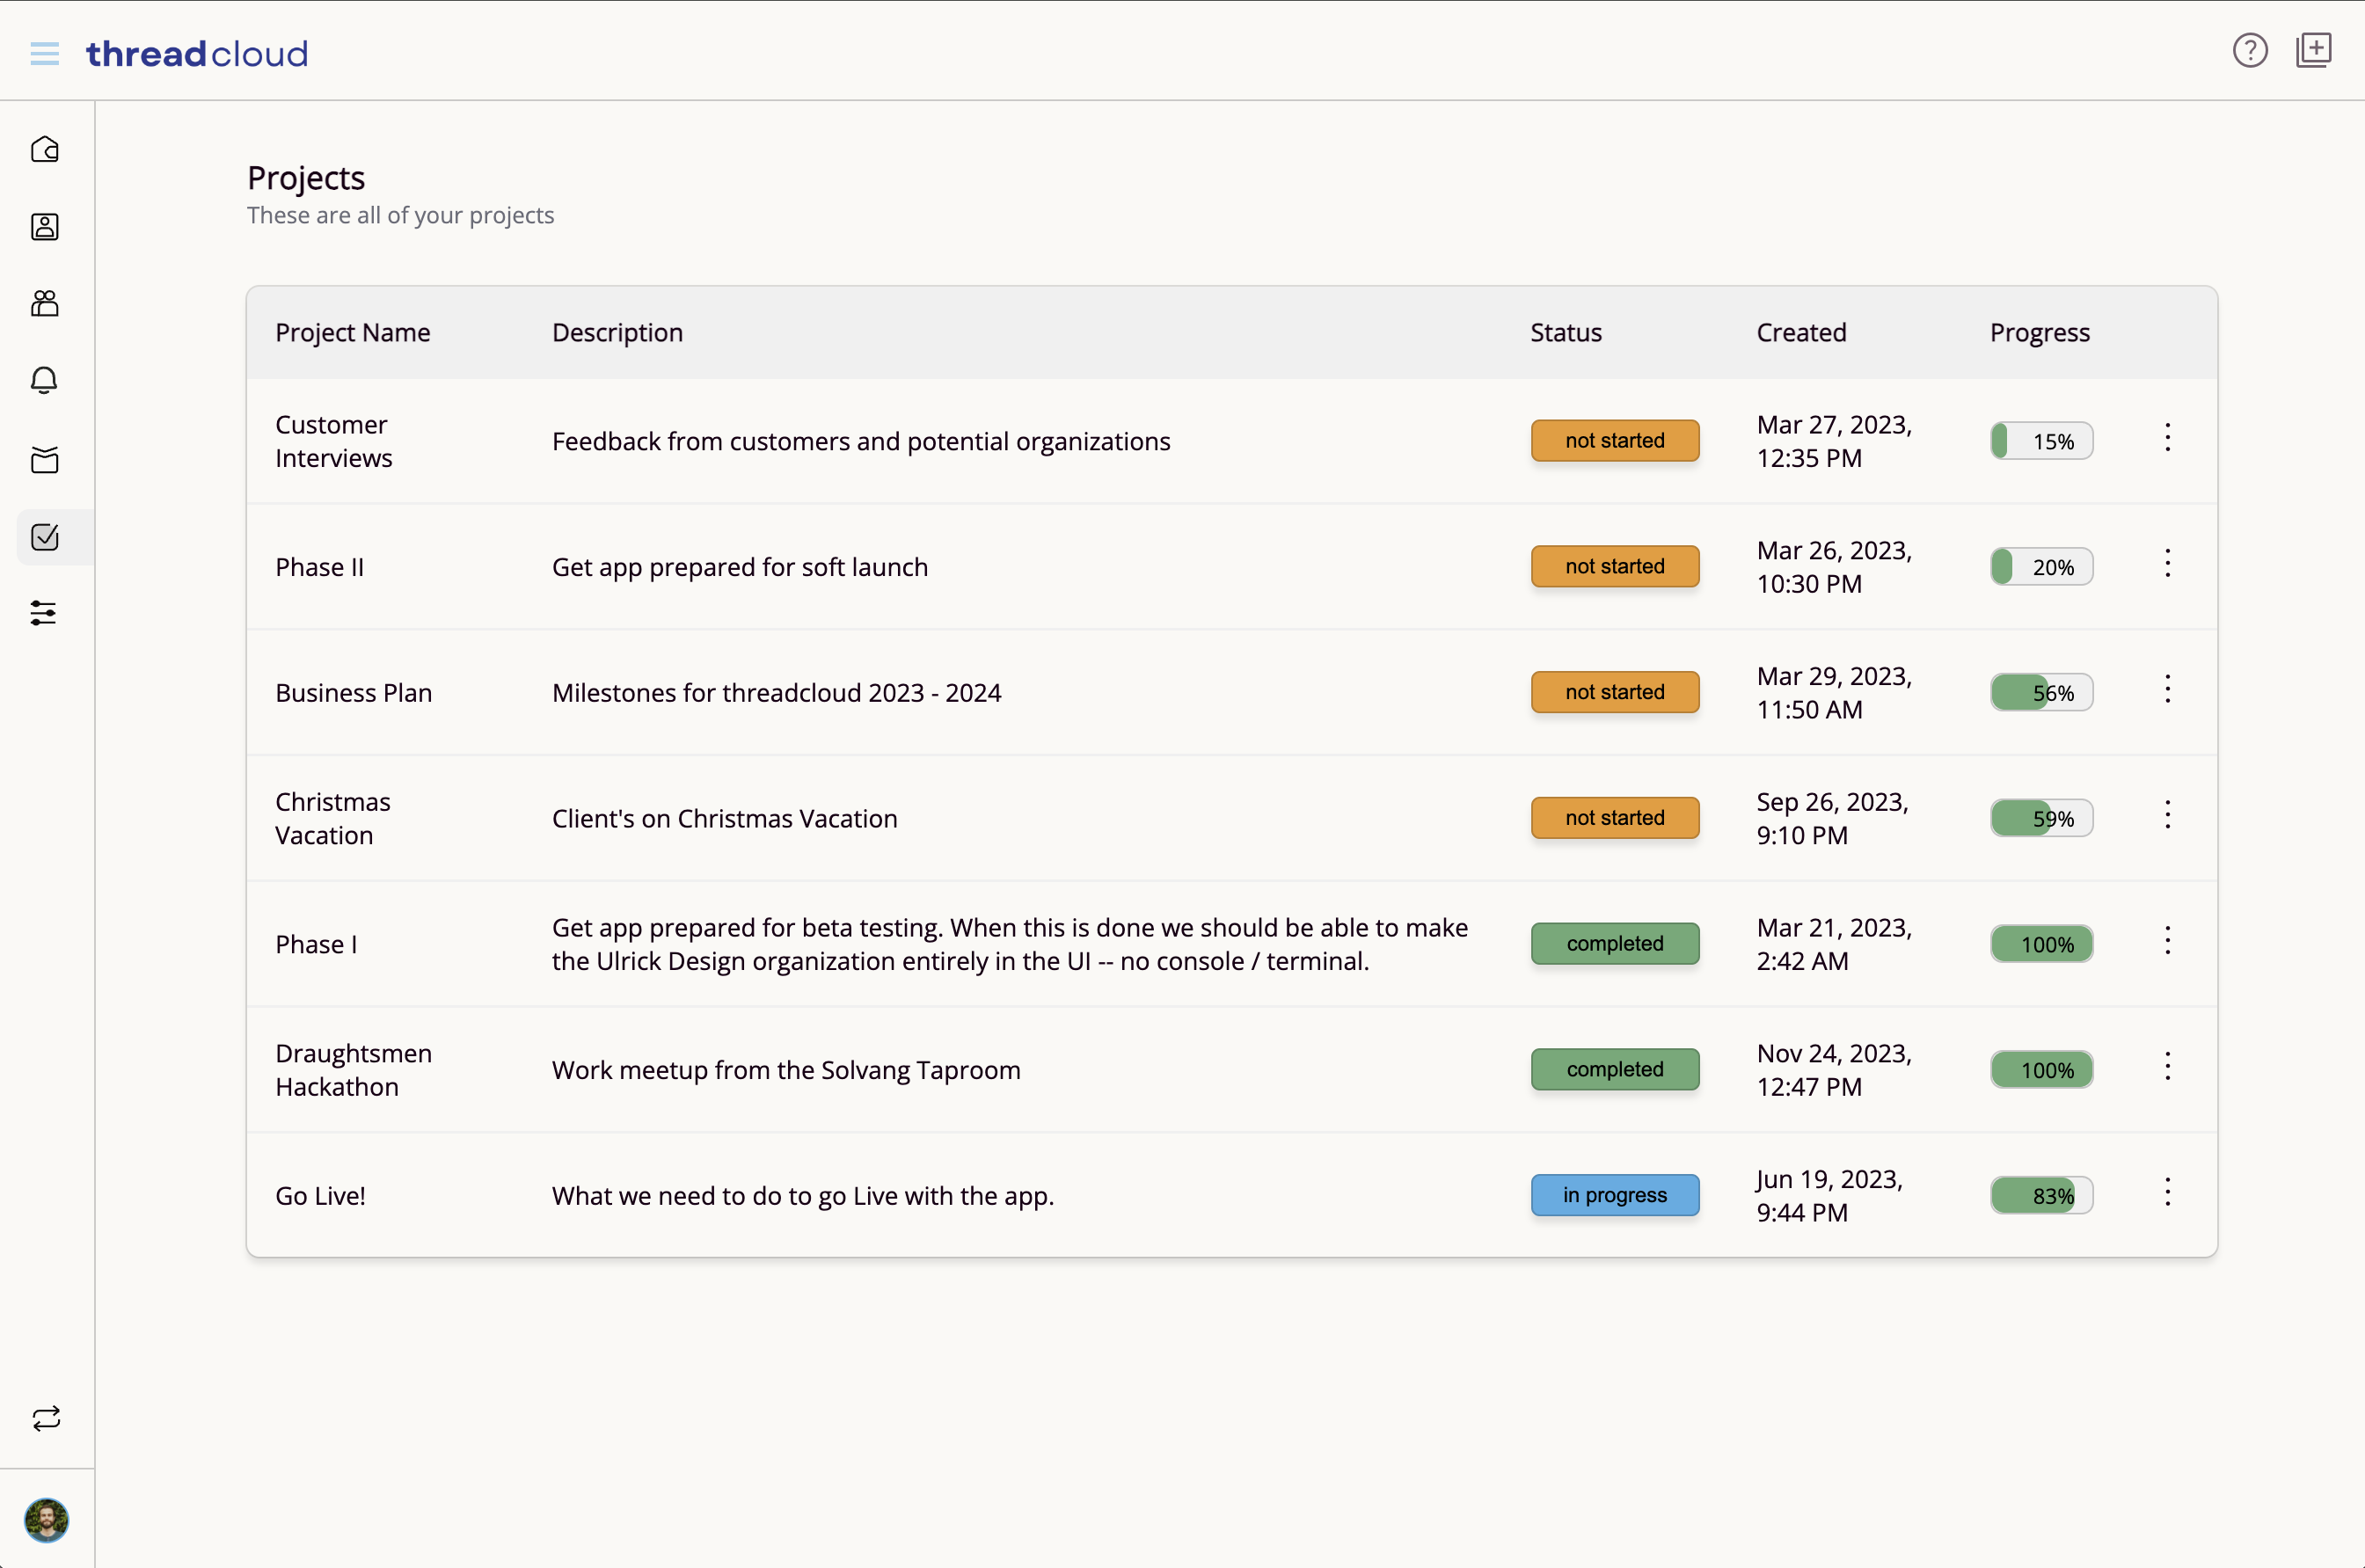 threadcloud
Projects
These are all of your projects
Project Name Description Status Created Progress
Customer
Interviews
Feedback from customers and potential organizations
not started
Mar 27, 2023,
12:35 PM
15%
Phase II
Get app prepared for soft launch
not started
Mar 26, 2023,
10:30 PM
20%
Business Plan
Milestones for threadcloud 2023 - 2024
not started
Mar 29, 2023,
11:50 AM
56%
Christmas
Vacation
Client's on Christmas Vacation
not started
Sep 26, 2023,
9:10 PM
59%
Phase I
Get app prepared for beta testing. When this is done we should be able to make
the Ulrick Design organization entirely in the UI -- no console / terminal.
completed
Mar 21, 2023,
2:42 AM
100%
Draughtsmen
Hackathon
Work meetup from the Solvang Taproom
completed
Nov 24, 2023,
12:47 PM
100%
Go Live!
What we need to do to go Live with the app.
in progress
Jun 19, 2023,
9:44 PM
83%